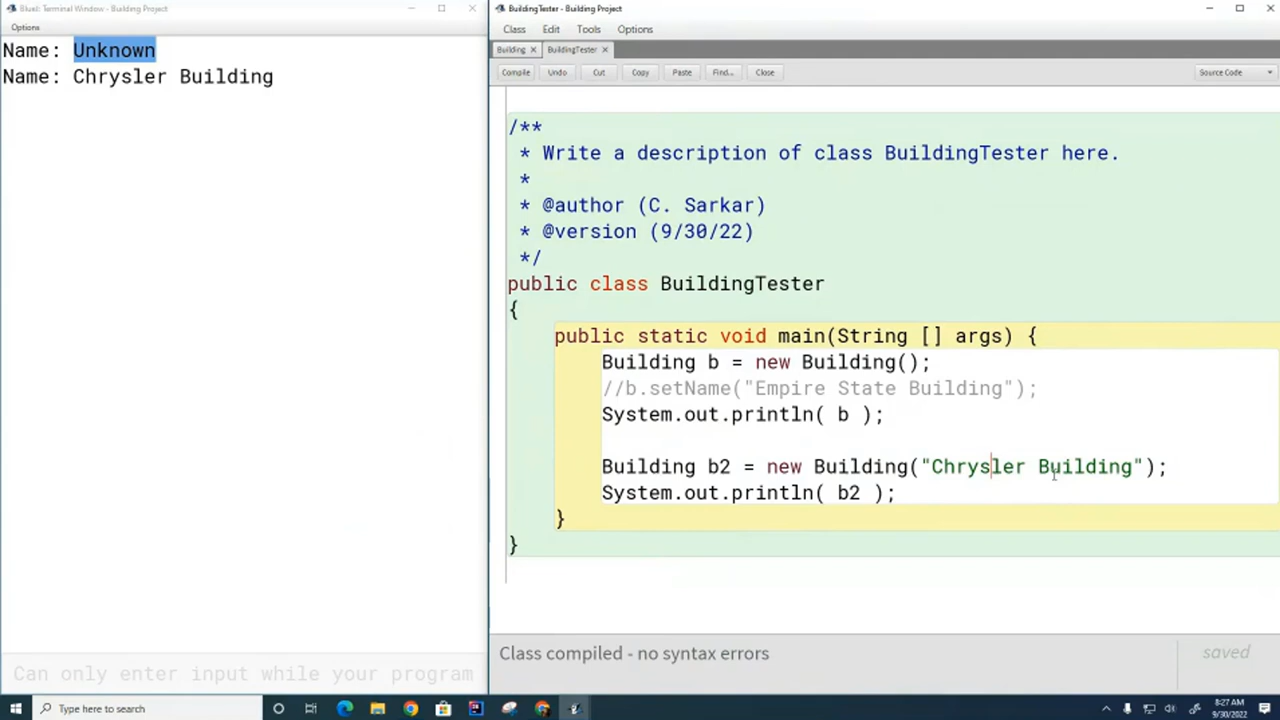 BlueJ: Terminal Window - Building Project
Options
Name: Unknown
Name: Chrysler Building
Can only enter input while your program
BuildingTester - Building Project
Class Edit Tools Options
Building BuildingTester
Compile Undo Cut Copy Paste Find... Close Source Code
/**
* Write a description of class BuildingTester here.
*
* @author (C. Sarkar)
* @version (9/30/22)
*/
public class BuildingTester
{
public static void main(String [] args) {
Building b = new Building();
//b.setName("Empire State Building");
System.out.println( b );
Building b2 = new Building("Chrysler Building");
System.out.println( b2 );
}
}
Class compiled - no syntax errors
saved
Type here to search
8:27 AM
9/30/2022